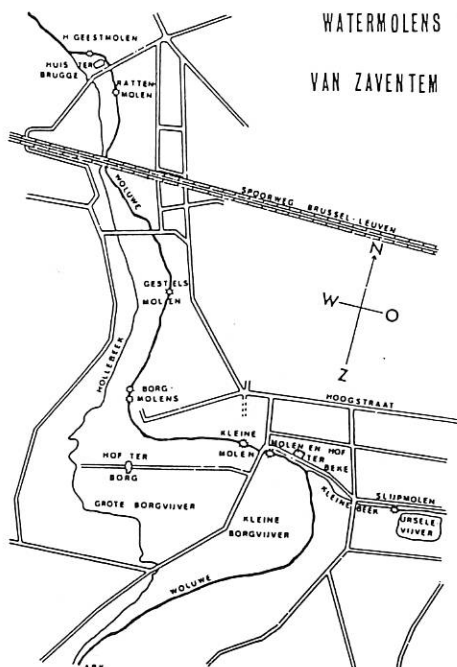 WATERMOLENS
VAN ZAVENTEM
H GEESTMOLEN
HUIS TER
BRUGGE
RATTEN
MOLEN
WOLUWE
SPOORWEG BRUSSEL-LEUVEN
N
W
O
Z
GESTELS
MOLEN
HOLLEBEEK
BORG-
MOLENS
HOOGSTRAAT
KLEINE
MOLEN
MOLEN EN HOF
TER
BEKE
HOF TER
BORG
KLEINE BEEK
SLIJPMOLEN
URSELE-
VIJVER
GROTE BORGVIJVER
KLEINE
BORGVIJVER
WOLUWE